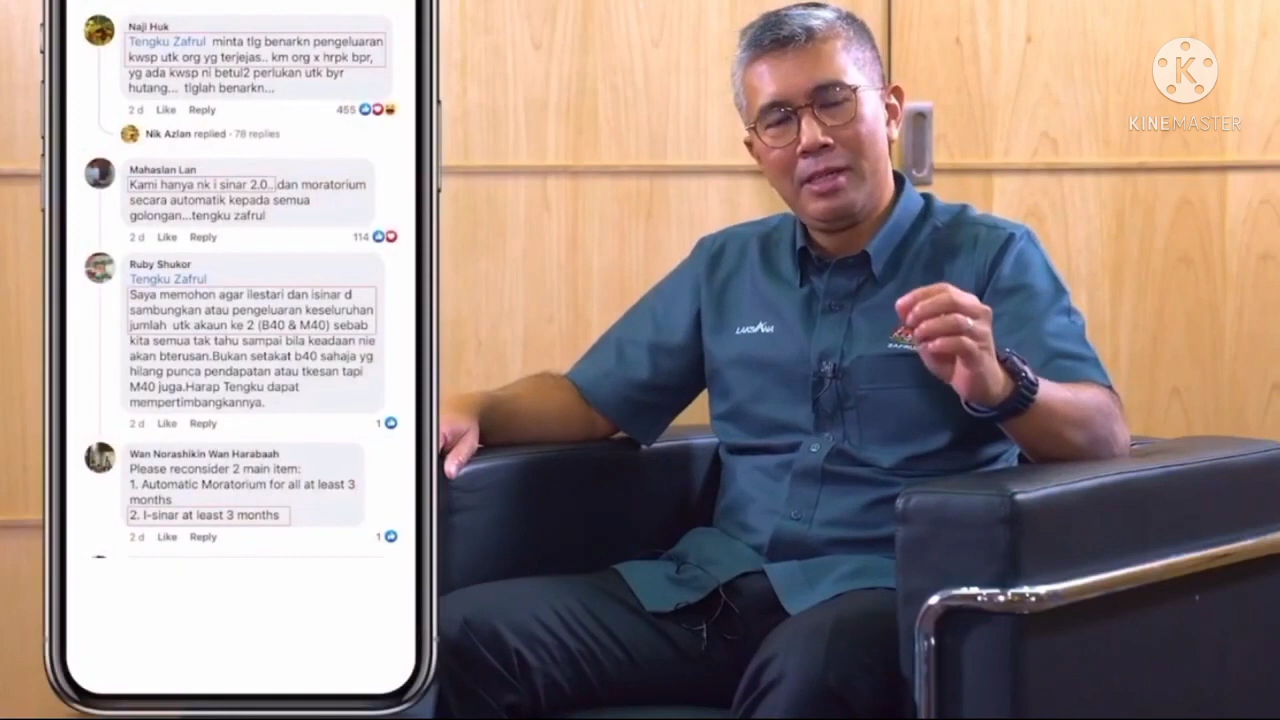 Naji Huk
Tengku Zafrul minta tlg benarkn pengeluaran
kwsp utk org yg terjejas.. km org x hrpk bpr,
yg ada kwsp ni betul2 perlukan utk byr
hutang... tlglah benarkn...
2 d Like Reply 455
Nik Azlan replied · 78 replies
Mahaslan Lan
Kami hanya nk i sinar 2.0...dan moratorium
secara automatik kepada semua
golongan...tengku zafrul
2 d Like Reply 114
Ruby Shukor
Tengku Zafrul
Saya memohon agar ilestari dan isinar d
sambungkan atau pengeluaran keseluruhan
jumlah utk akaun ke 2 (B40 & M40) sebab
kita semua tak tahu sampai bila keadaan nie
akan bterusan.Bukan setakat b40 sahaja yg
hilang punca pendapatan atau tkesan tapi
M40 juga.Harap Tengku dapat
mempertimbangkannya.
2 d Like Reply 1
Wan Norashikin Wan Harabaah
Please reconsider 2 main item:
1. Automatic Moratorium for all at least 3
months
2. I-sinar at least 3 months
2 d Like Reply 1
LAKSANA
K
KINEMASTER